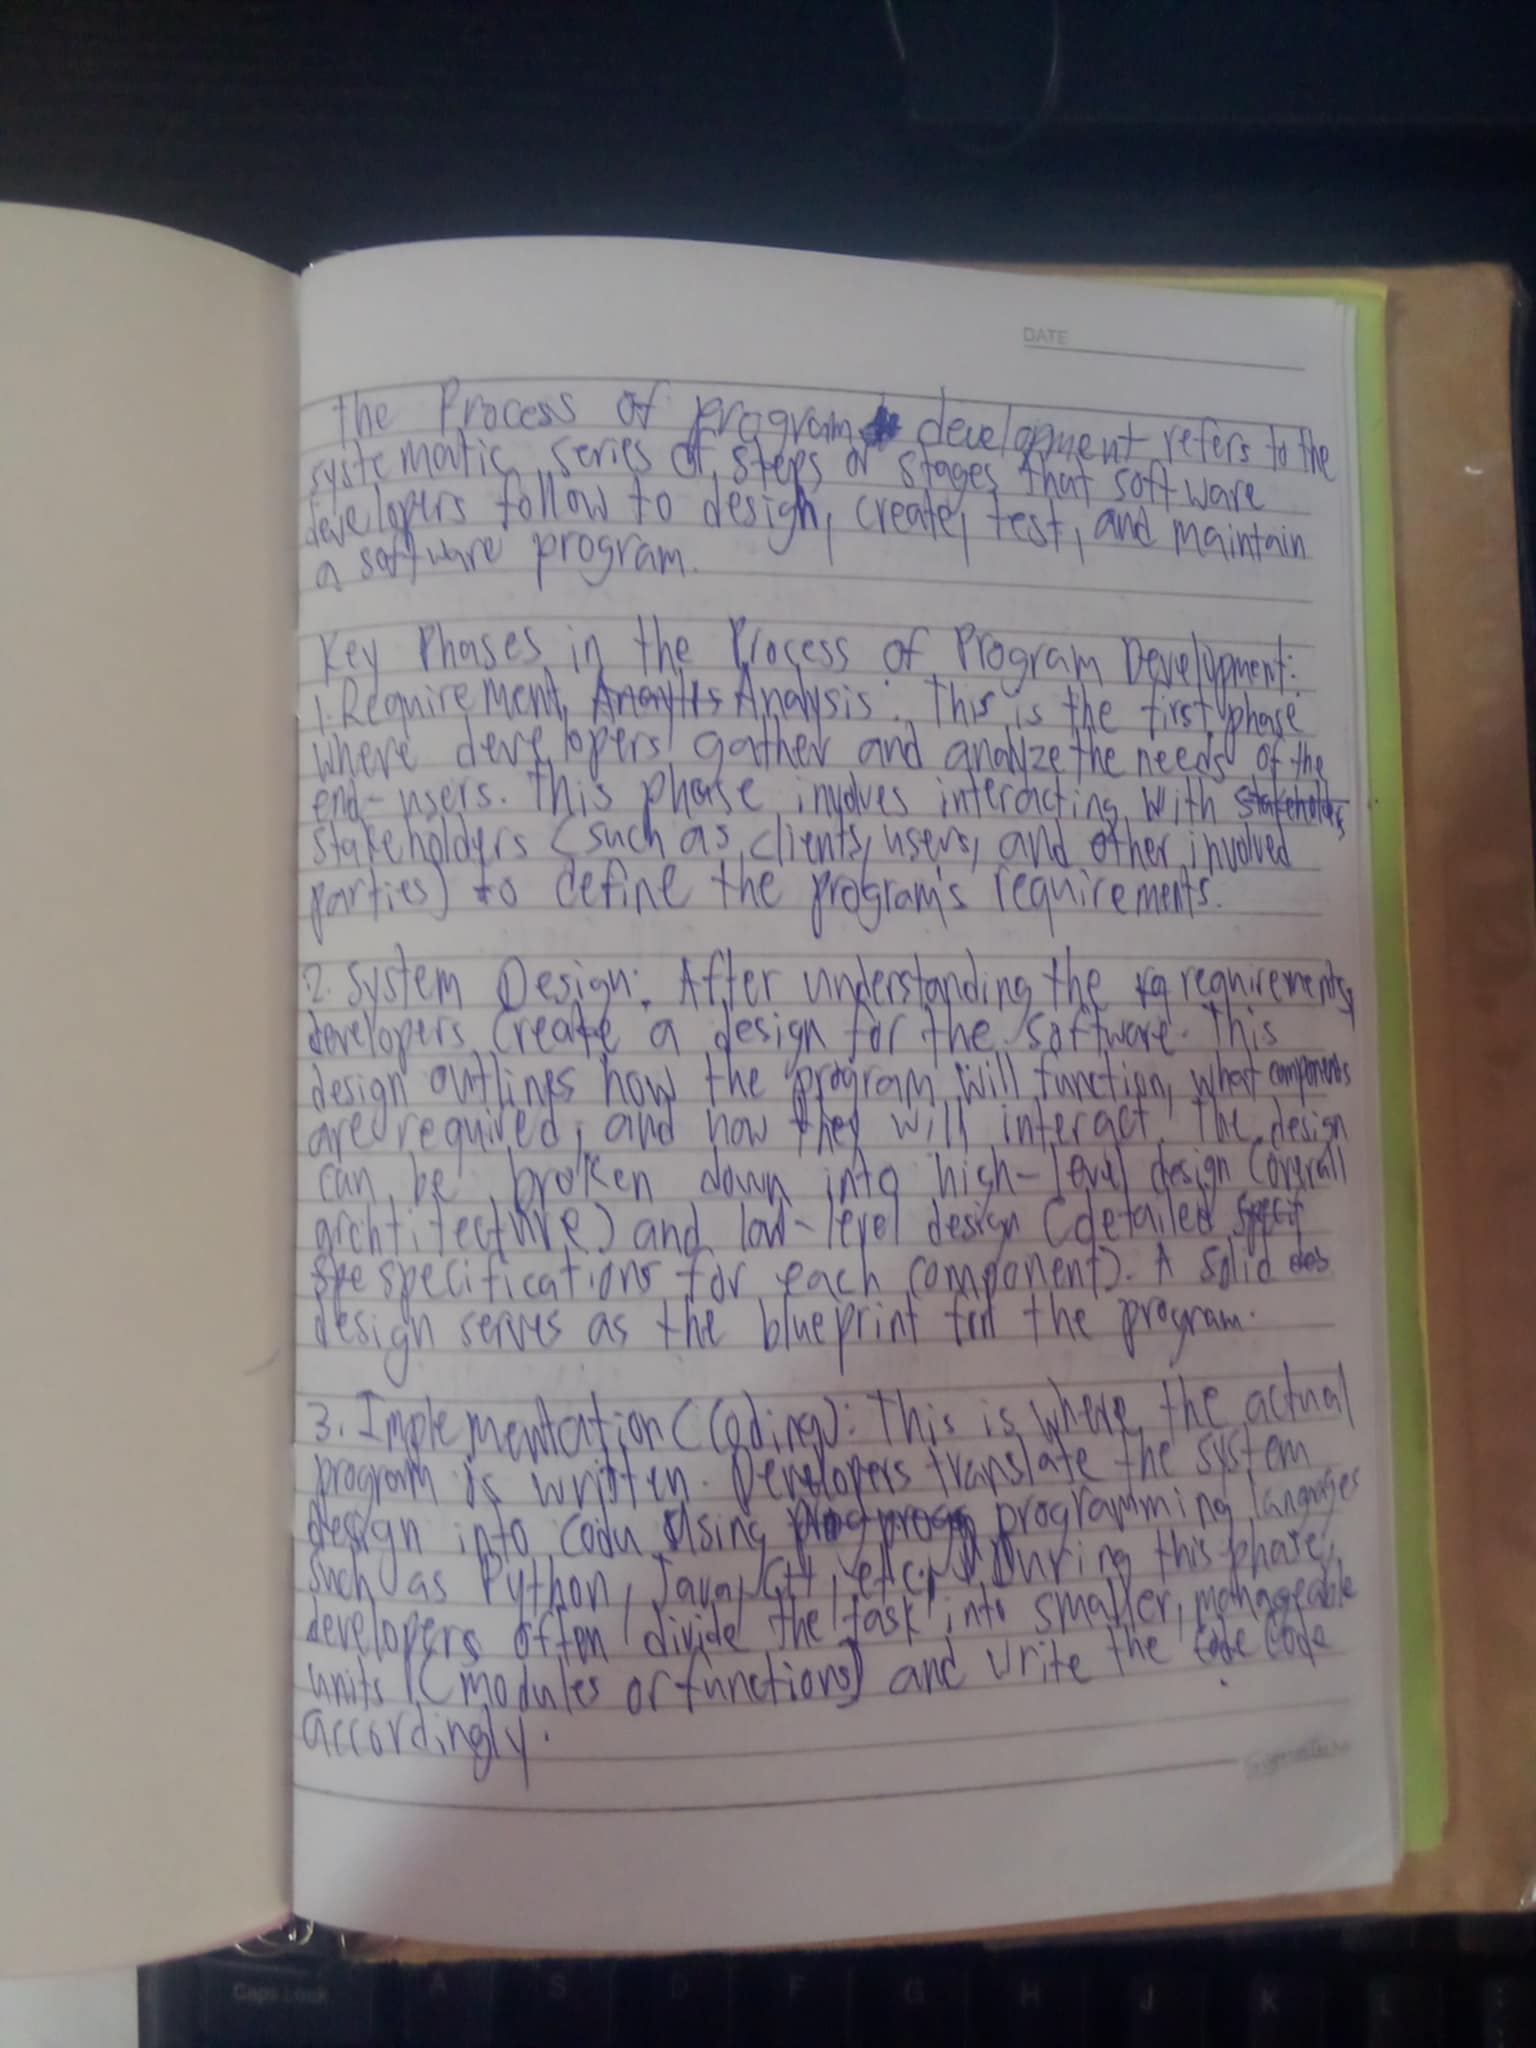 DATE
The Process of program development refers to the
systematic series of steps or stages that software
developers follow to design, create, test, and maintain
a software program.
Key Phases in the Process of Program Development:
1. Requirement Analysis: This is the first phase
where developers gather and analyze the needs of the
end-users. This phase involves interacting with stakeholders
stakeholders (such as clients, users, and other involved
parties) to define the program's requirements.
2. System Design: After understanding the rq requirements,
developers create a design for the software. This
design outlines how the program will function, what components
are required, and how they will interact. The design
can be broken down into high-level design (overall
archtitecture) and low-level design (detailed specif
spe specifications for each component). A solid des
design serves as the blueprint for the program.
3. Implementation (Coding): This is where the actual
program is written. Developers translate the system
design into code using programming languages
such as Python, Java, C++, etc. During this phase,
developers often divide the task into smaller, manageable
units (modules or functions) and write the code code
accordingly.
Caps Lock
A S D F G H J K L